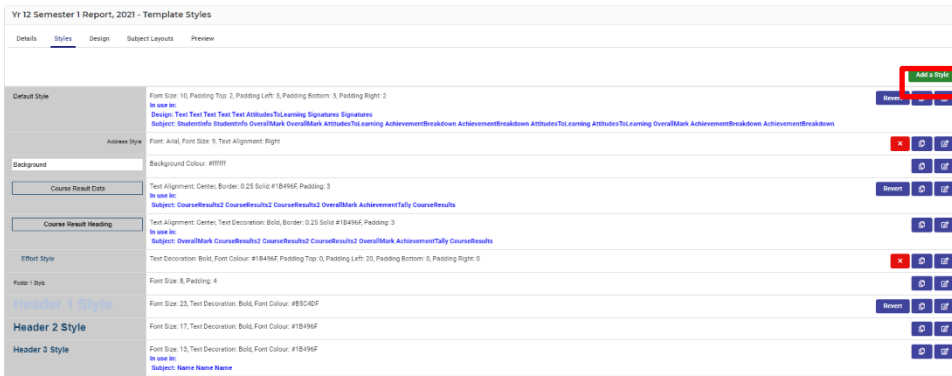 Yr 12 Semester 1 Report, 2021 - Template Styles
Details Styles Design Subject Layouts Preview
Add a Style
Default Style
Font Size: 10, Padding Top: 2, Padding Left: 3, Padding Bottom: 3, Padding Right: 2
In use in:
Design: Text Text Text Text Text AttitudesToLearning Signatures Signatures
Subject: StudentInfo StudentInfo OverallMark OverallMark AttitudesToLearning AchievementBreakdown AchievementBreakdown AttitudesToLearning AttitudesToLearning OverallMark AchievementBreakdown AchievementBreakdown
Revert
Address Style
Font: Arial, Font Size: 9, Text Alignment: Right
Background
Background Colour: #ffffff
Course Result Data
Text Alignment: Center, Border: 0.25 Solid #1B496F, Padding: 3
In use in:
Subject: CourseResults2 CourseResults2 CourseResults2 OverallMark AchievementTally CourseResults
Revert
Course Result Heading
Text Alignment: Center, Text Decoration: Bold, Border: 0.25 Solid #1B496F, Padding: 3
In use in:
Subject: OverallMark CourseResults2 CourseResults2 CourseResults2 OverallMark AchievementTally CourseResults
Effort Style
Text Decoration: Bold, Font Colour: #1B496F, Padding Top: 0, Padding Left: 20, Padding Bottom: 0, Padding Right: 0
Footer 1 Style
Font Size: 8, Padding: 4
Header 1 Style
Font Size: 23, Text Decoration: Bold, Font Colour: #B5C4DF
Revert
Header 2 Style
Font Size: 17, Text Decoration: Bold, Font Colour: #1B496F
Header 3 Style
Font Size: 13, Text Decoration: Bold, Font Colour: #1B496F
In use in:
Subject: Name Name Name